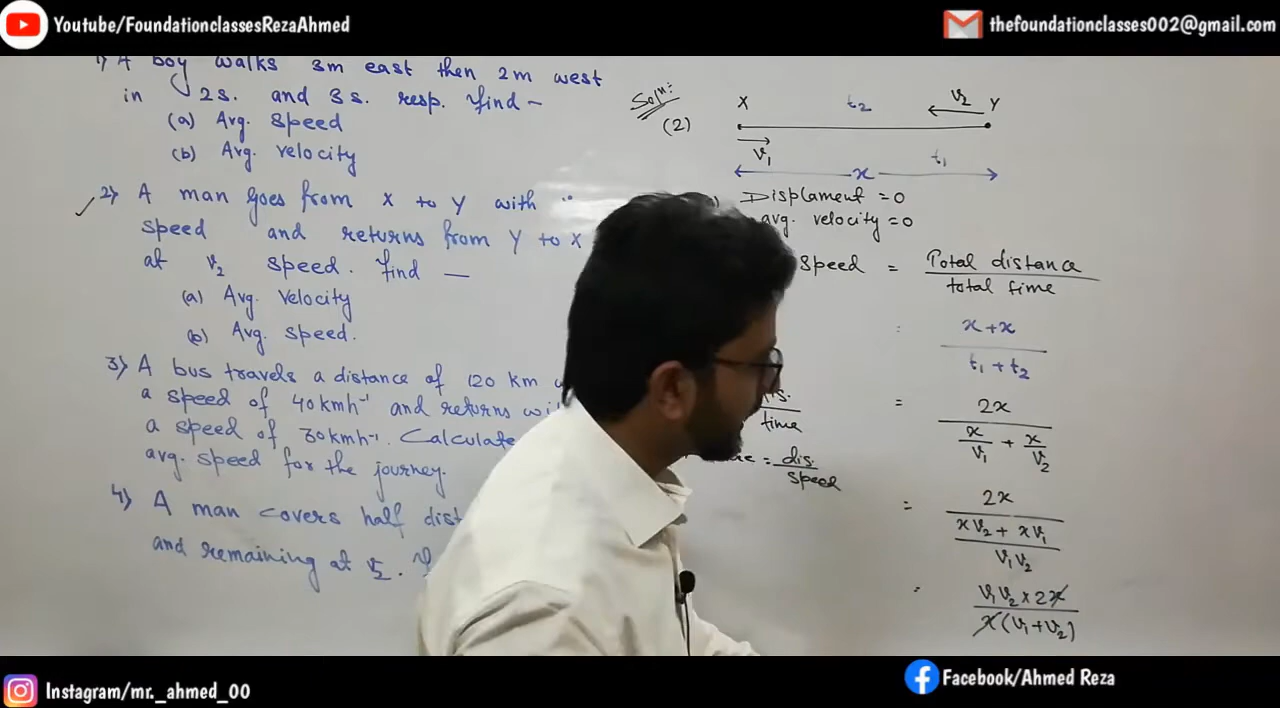 Youtube/FoundationclassesRezaAhmed
thefoundationclasses002@gmail.com
1) A boy walks 3m east then 2m west
in 2s. and 3s. resp. find -
(a) Avg. Speed
(b) Avg. velocity
2) A man goes from X to Y with
speed and returns from Y to X
at v₂ speed. find —
(a) Avg. Velocity
(b) Avg. speed.
3) A bus travels a distance of 120 km
a speed of 40kmh⁻¹ and returns
a speed of 30kmh⁻¹. Calculate
avg. speed for the journey.
4) A man covers half
and remaining at v₂.
Solⁿ:
(2)
X t₂ v₂ Y
v₁ t₁
x
Displament = 0
avg. velocity = 0
speed = Total distance
total time
x + x
t₁ + t₂
= 2x
x/v₁ + x/v₂
time
= dis.
speed
= 2x
xv₂ + xv₁
v₁v₂
v₁v₂ × 2x
x(v₁+v₂)
Instagram/mr._ahmed_00
Facebook/Ahmed Reza